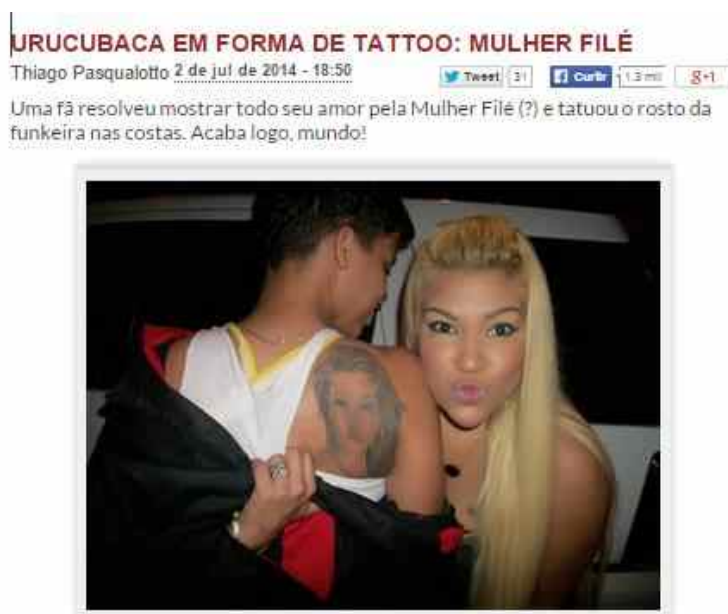 URUCUBACA EM FORMA DE TATTOO: MULHER FILÉ
Thiago Pasqualotto 2 de jul de 2014 - 18:50
Tweet 31 Curtir 1.3 mil g+1
Uma fã resolveu mostrar todo seu amor pela Mulher Filé (?) e tatuou o rosto da
funkeira nas costas. Acaba logo, mundo!